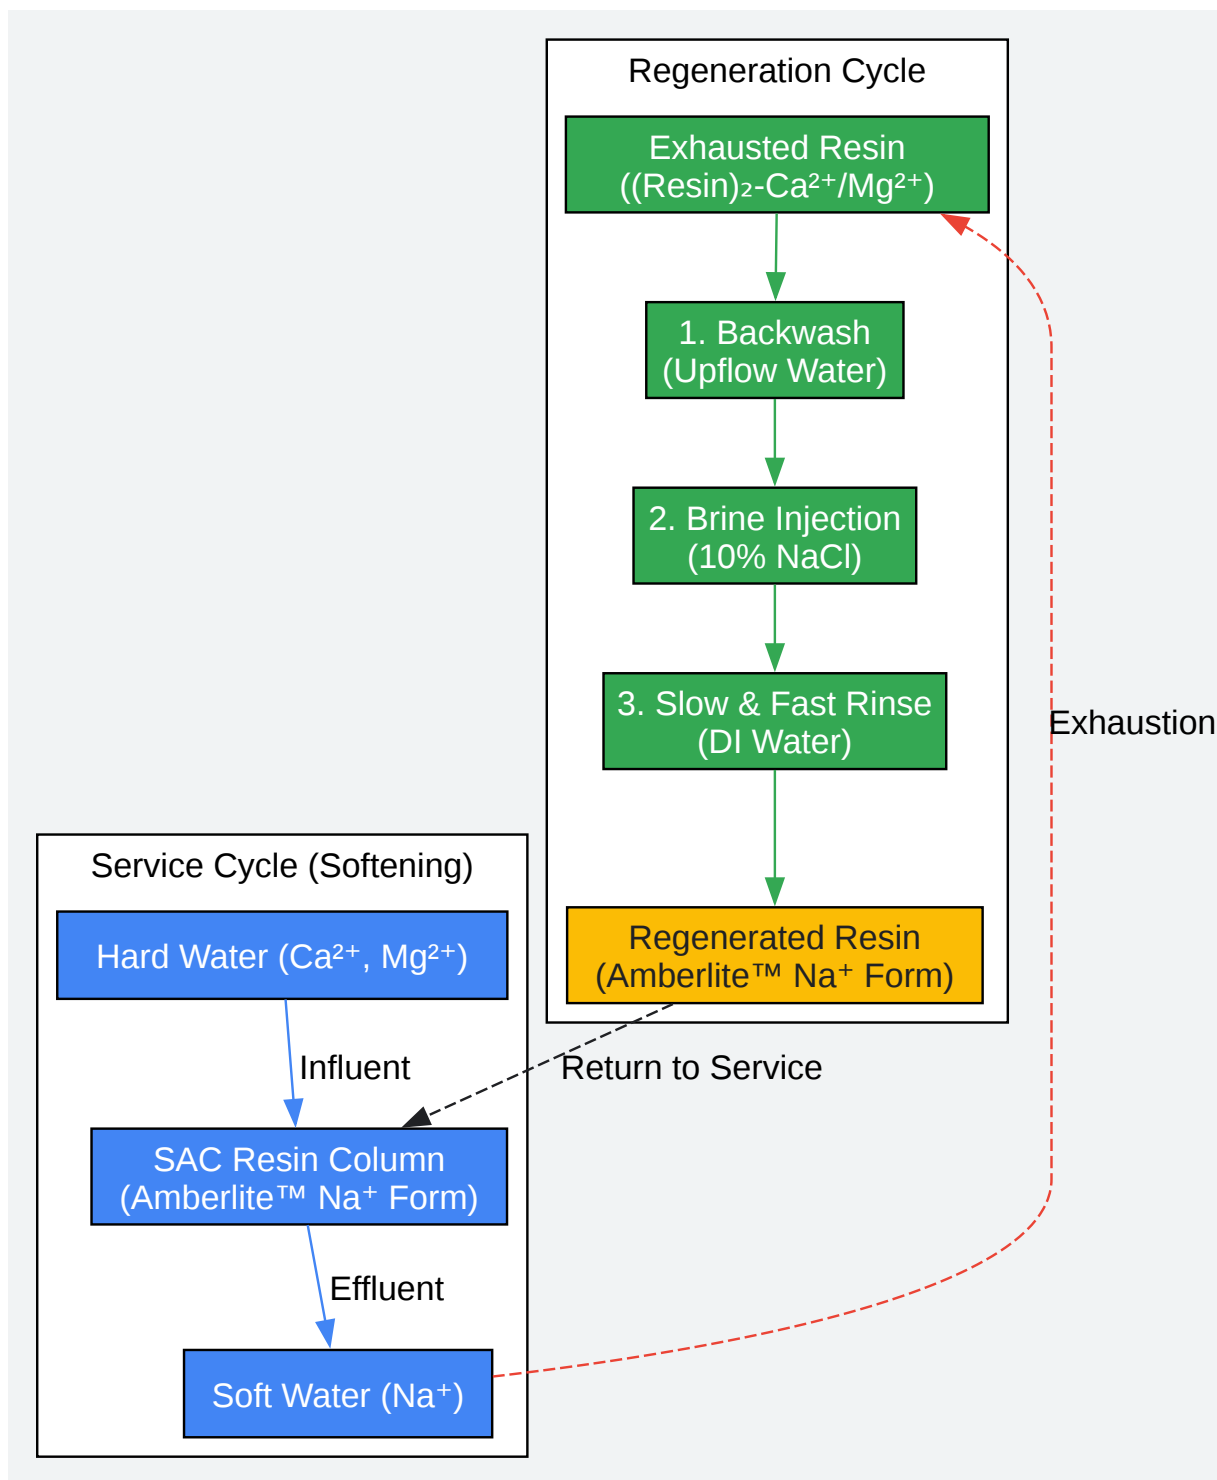 Regeneration Cycle
Exhausted Resin
((Resin)₂-Ca²⁺/Mg²⁺)
1. Backwash
(Upflow Water)
2. Brine Injection
(10% NaCl)
3. Slow & Fast Rinse
(DI Water)
Exhaustion
Regenerated Resin
(Amberlite™ Na⁺ Form)
Return to Service
Service Cycle (Softening)
Hard Water (Ca²⁺, Mg²⁺)
Influent
SAC Resin Column
(Amberlite™ Na⁺ Form)
Effluent
Soft Water (Na⁺)